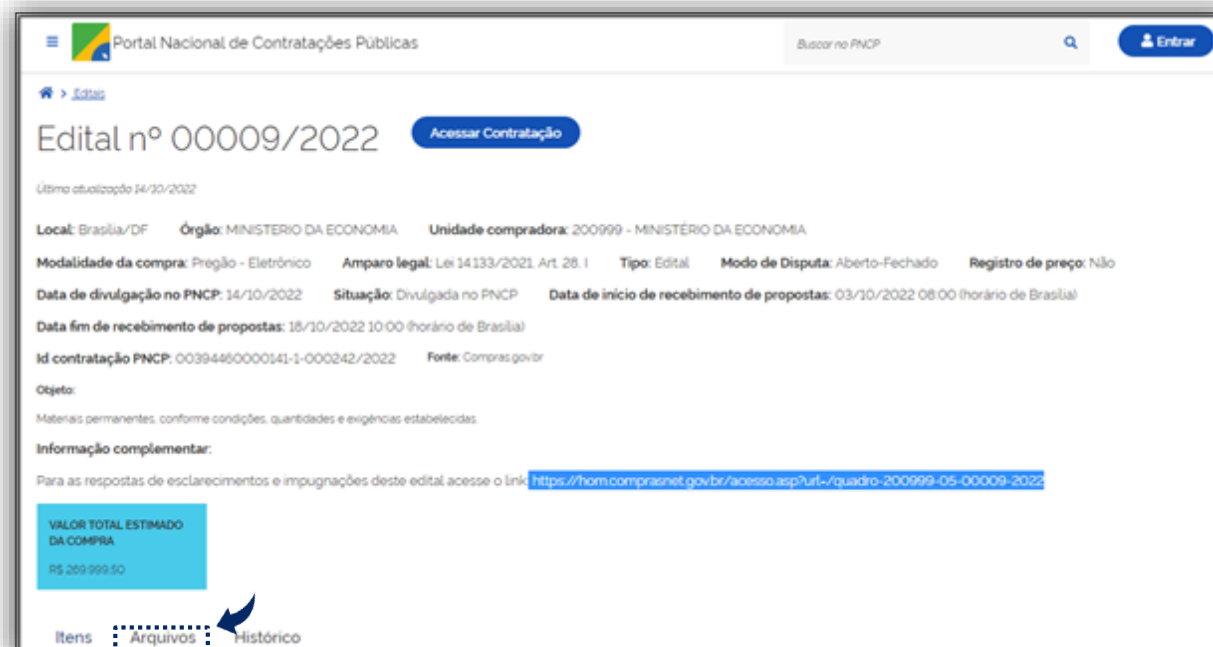 Portal Nacional de Contratações Públicas
Buscar no PNCP
Entrar
> Editais
Edital nº 00009/2022
Acessar Contratação
Última atualização 14/10/2022
Local: Brasília/DF Órgão: MINISTERIO DA ECONOMIA Unidade compradora: 200999 - MINISTÉRIO DA ECONOMIA
Modalidade da compra: Pregão - Eletrônico Amparo legal: Lei 14.133/2021, Art. 28, I Tipo: Edital Modo de Disputa: Aberto-Fechado Registro de preço: Não
Data de divulgação no PNCP: 14/10/2022 Situação: Divulgada no PNCP Data de início de recebimento de propostas: 03/10/2022 08:00 (horário de Brasília)
Data fim de recebimento de propostas: 18/10/2022 10:00 (horário de Brasília)
Id contratação PNCP: 00394460000141-1-000242/2022 Fonte: Compras.gov.br
Objeto:
Materiais permanentes, conforme condições, quantidades e exigências estabelecidas.
Informação complementar:
Para as respostas de esclarecimentos e impugnações deste edital acesse o link: https://hom.comprasnet.gov.br/acesso.asp?url=/quadro-200999-05-00009-2022
VALOR TOTAL ESTIMADO
DA COMPRA
R$ 269.999,50
Itens Arquivos Histórico